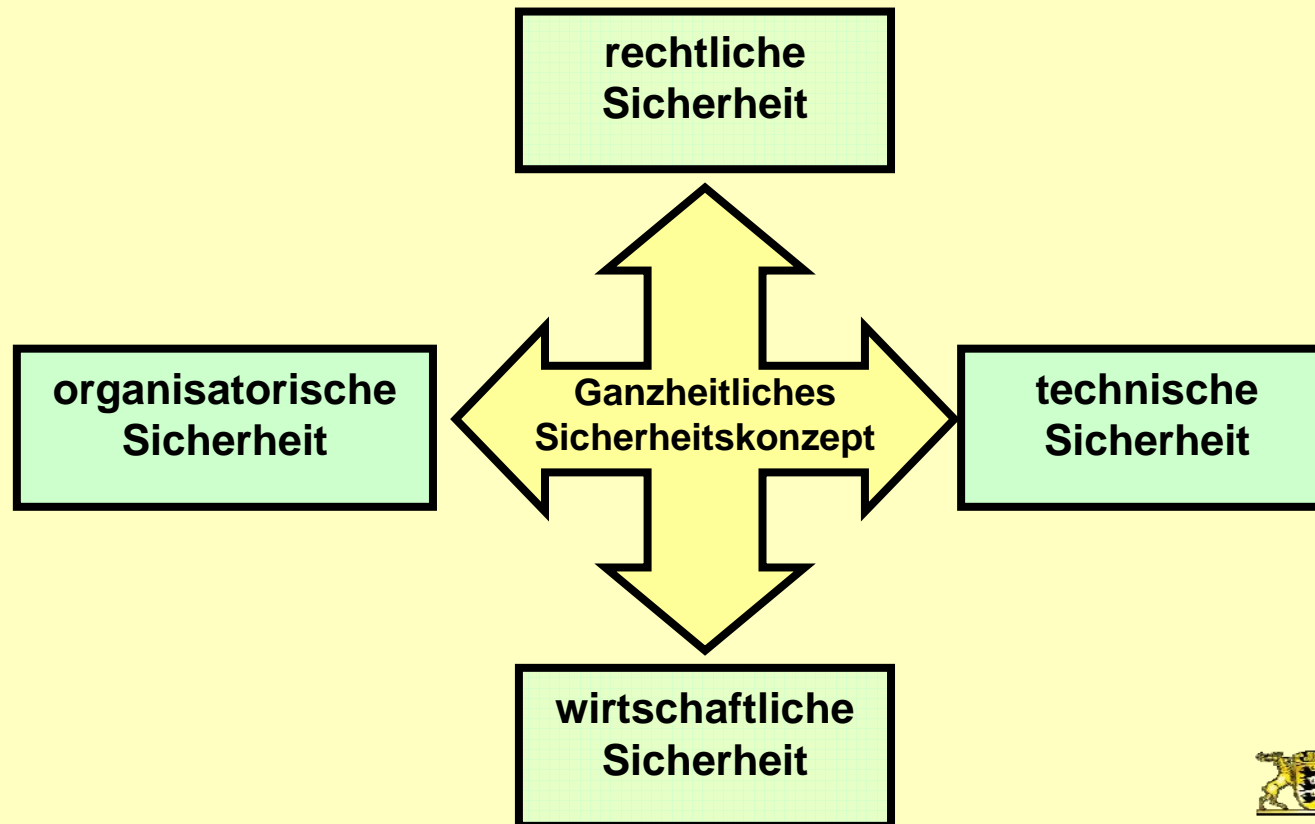 rechtliche
Sicherheit
organisatorische
Sicherheit
Ganzheitliches
Sicherheitskonzept
technische
Sicherheit
wirtschaftliche
Sicherheit